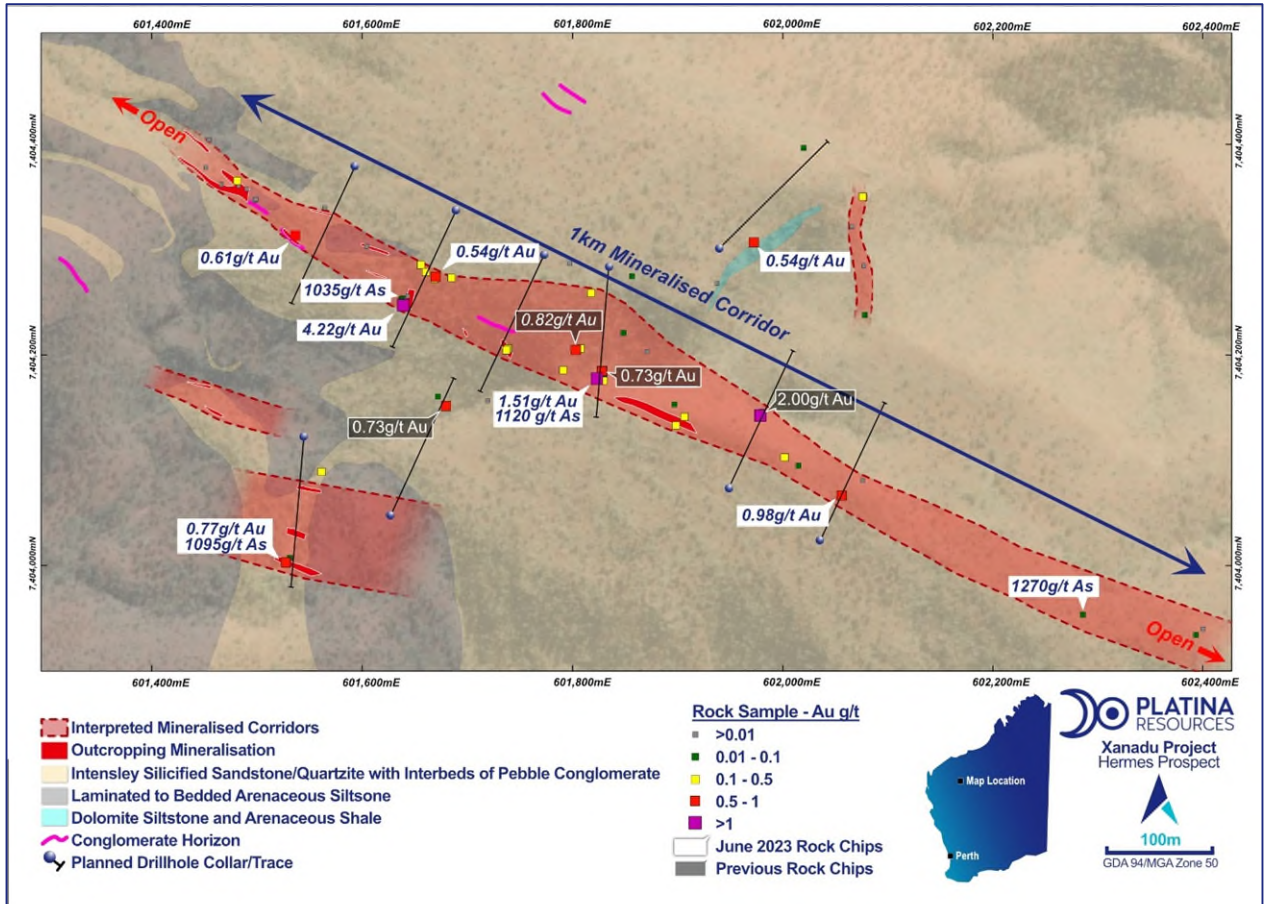 601,400mE
601,600mE
601,800mE
602,000mE
602,200mE
602,400mE
7,404,400mN
7,404,400mN
Open
1km Mineralised Corridor
0.61g/t Au
0.54g/t Au
0.54g/t Au
1035g/t As
4.22g/t Au
0.82g/t Au
7,404,200mN
7,404,200mN
0.73g/t Au
1.51g/t Au
1120 g/t As
2.00g/t Au
0.73g/t Au
0.98g/t Au
0.77g/t Au
1095g/t As
7,404,000mN
7,404,000mN
1270g/t As
Open
601,400mE
601,600mE
601,800mE
602,000mE
602,200mE
602,400mE
Interpreted Mineralised Corridors
Outcropping Mineralisation
Intensley Silicified Sandstone/Quartzite with Interbeds of Pebble Conglomerate
Laminated to Bedded Arenaceous Siltsone
Dolomite Siltstone and Arenaceous Shale
Conglomerate Horizon
Planned Drillhole Collar/Trace
Rock Sample - Au g/t
>0.01
0.01 - 0.1
0.1 - 0.5
0.5 - 1
>1
June 2023 Rock Chips
Previous Rock Chips
Map Location
Perth
PLATINA
RESOURCES
Xanadu Project
Hermes Prospect
100m
GDA 94/MGA Zone 50